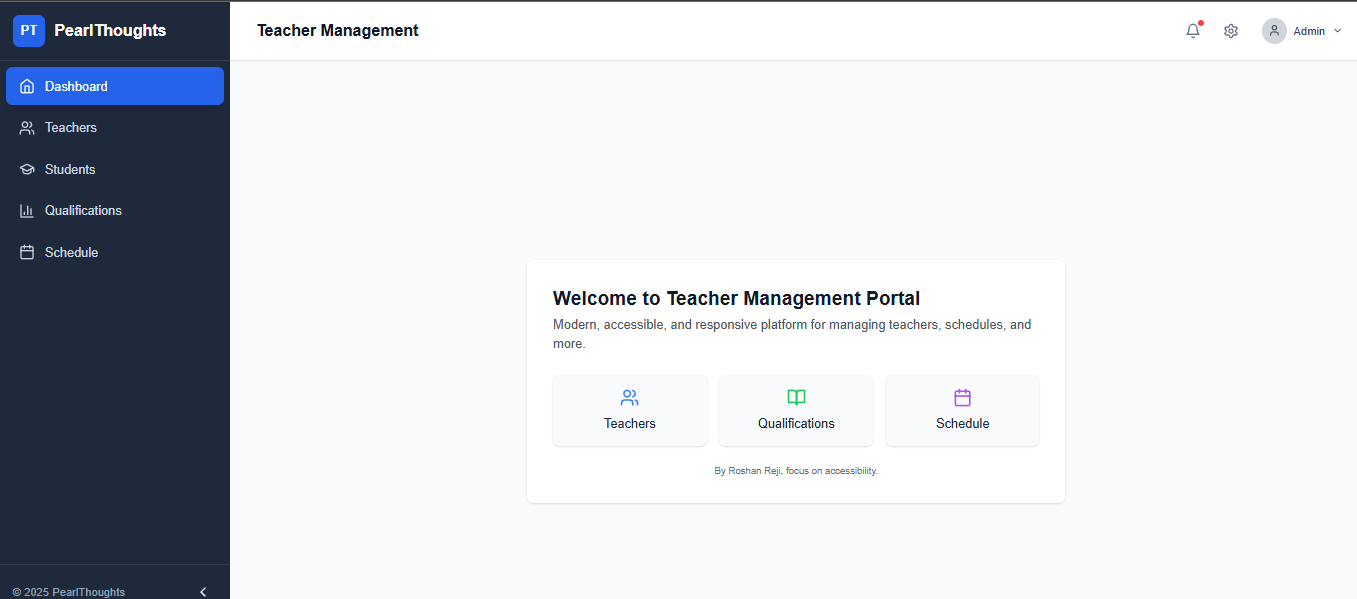 PT PearlThoughts
Dashboard
Teachers
Students
Qualifications
Schedule
© 2025 PearlThoughts
Teacher Management
Admin
Welcome to Teacher Management Portal
Modern, accessible, and responsive platform for managing teachers, schedules, and
more.
Teachers
Qualifications
Schedule
By Roshan Reji, focus on accessibility.